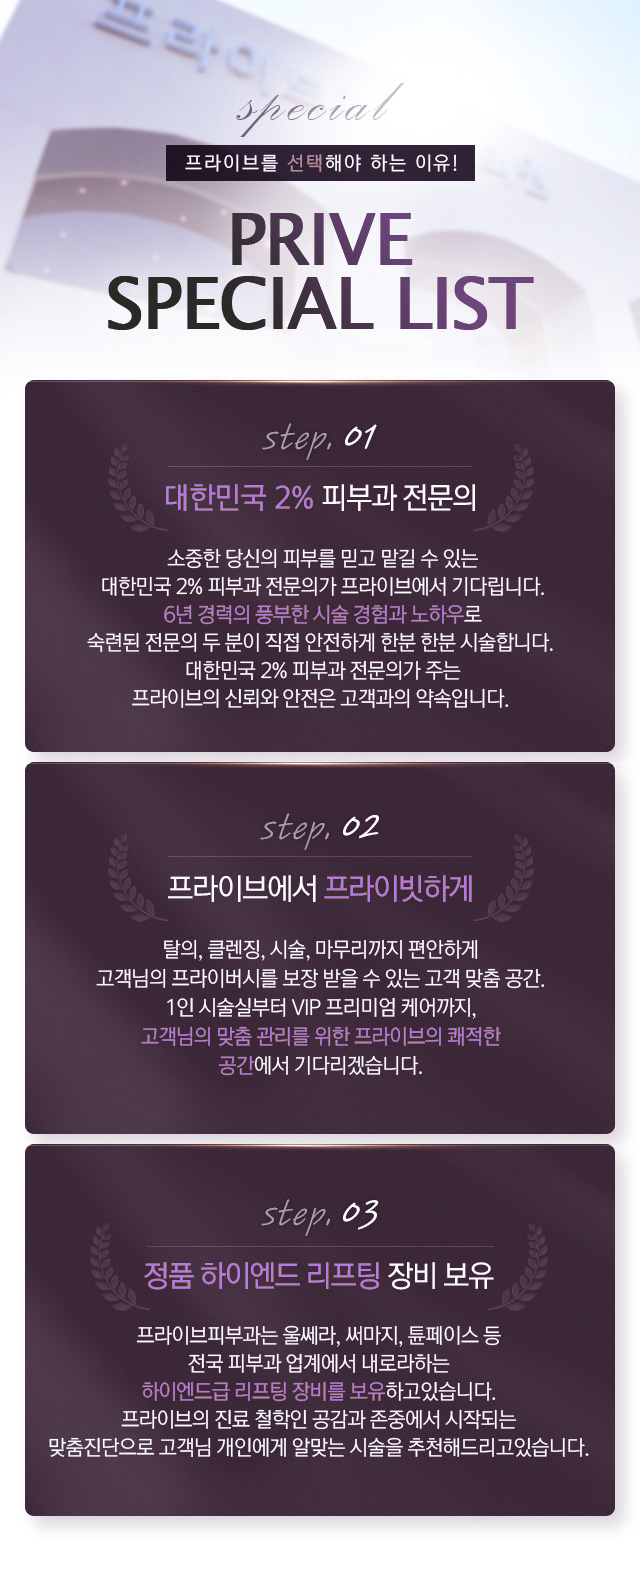 프라이브
special
프라이브를 선택해야 하는 이유!
PRIVE
SPECIAL LIST
step. 01
대한민국 2% 피부과 전문의
소중한 당신의 피부를 믿고 맡길 수 있는
대한민국 2% 피부과 전문의가 프라이브에서 기다립니다.
6년 경력의 풍부한 시술 경험과 노하우로
숙련된 전문의 두 분이 직접 안전하게 한분 한분 시술합니다.
대한민국 2% 피부과 전문의가 주는
프라이브의 신뢰와 안전은 고객과의 약속입니다.
step. 02
프라이브에서 프라이빗하게
탈의, 클렌징, 시술, 마무리까지 편안하게
고객님의 프라이버시를 보장 받을 수 있는 고객 맞춤 공간.
1인 시술실부터 VIP 프리미엄 케어까지,
고객님의 맞춤 관리를 위한 프라이브의 쾌적한
공간에서 기다리겠습니다.
step. 03
정품 하이엔드 리프팅 장비 보유
프라이브피부과는 울쎄라, 써마지, 튠페이스 등
전국 피부과 업계에서 내로라하는
하이엔드급 리프팅 장비를 보유하고있습니다.
프라이브의 진료 철학인 공감과 존중에서 시작되는
맞춤진단으로 고객님 개인에게 알맞는 시술을 추천해드리고있습니다.